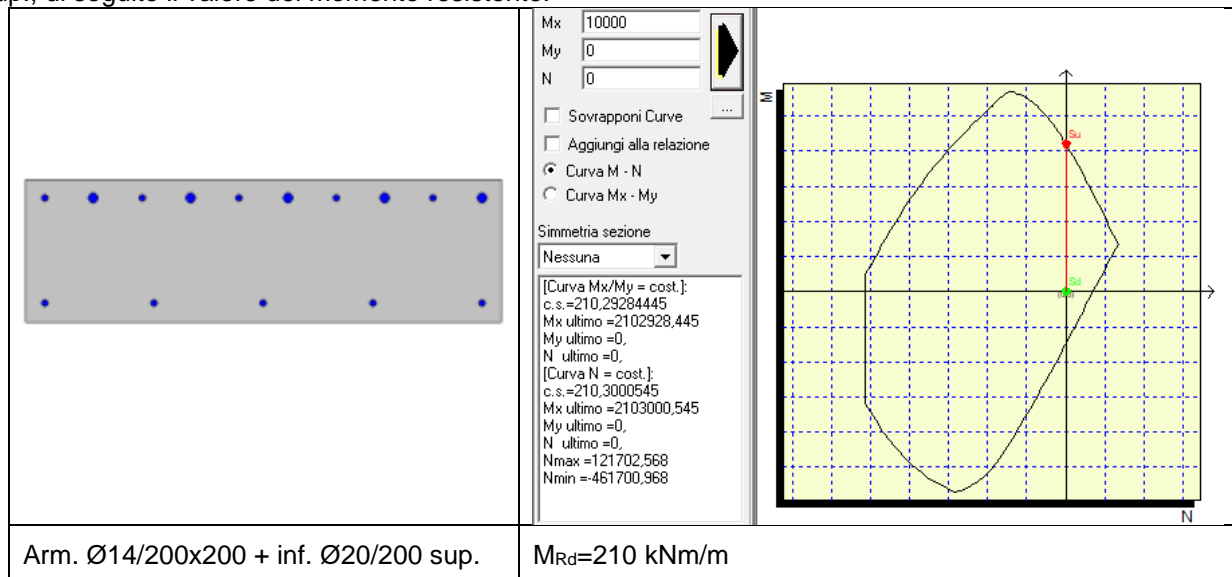 di seguito il valore del momento resistente.
Mx 10000
My 0
N 0
...
Sovrapponi Curve
Aggiungi alla relazione
Curva M - N
Curva Mx - My
Simmetria sezione
Nessuna
[Curva Mx/My = cost.]:
c.s.=210,29284445
Mx ultimo =2102928,445
My ultimo =0,
N ultimo =0,
[Curva N = cost.]:
c.s.=210,3000545
Mx ultimo =2103000,545
My ultimo =0,
N ultimo =0,
Nmax =121702,568
Nmin =-461700,968
M
Su
Sd
N
Arm. Ø14/200x200 + inf. Ø20/200 sup.
MRd=210 kNm/m